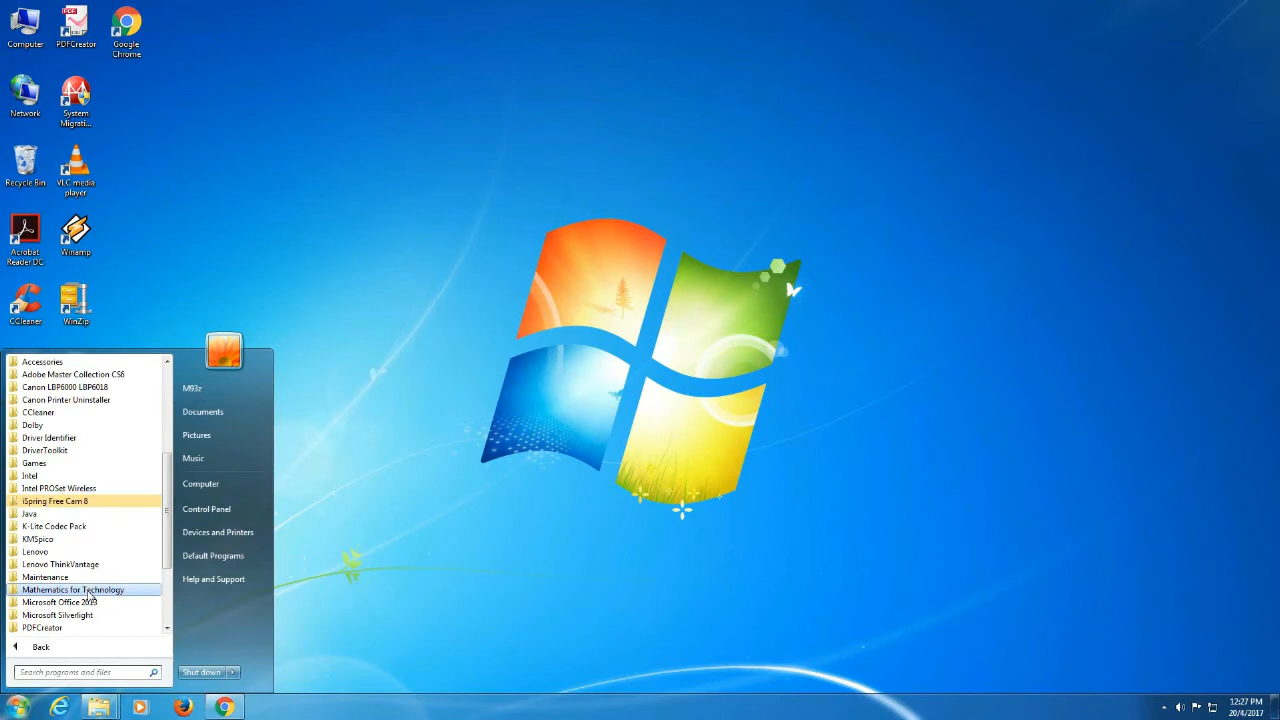 Computer
PDFCreator
Google
Chrome
Network
System
Migrati...
Recycle Bin
VLC media
player
Acrobat
Reader DC
Winamp
CCleaner
WinZip
Accessories
Adobe Master Collection CS6
Canon LBP6000 LBP6018
Canon Printer Uninstaller
CCleaner
Dolby
Driver Identifier
DriverToolkit
Games
Intel
Intel PROSet Wireless
iSpring Free Cam 8
Java
K-Lite Codec Pack
KMSpico
Lenovo
Lenovo ThinkVantage
Maintenance
Mathematics for Technology
Microsoft Office 2013
Microsoft Silverlight
PDFCreator
Back
Search programs and files
M93z
Documents
Pictures
Music
Computer
Control Panel
Devices and Printers
Default Programs
Help and Support
Shut down
12:27 PM
20/4/2017